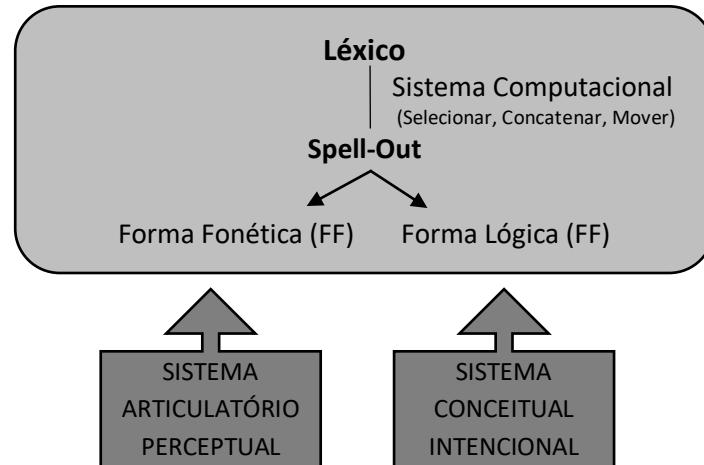 Léxico
Sistema Computacional
(Selecionar, Concatenar, Mover)
Spell-Out
Forma Fonética (FF) Forma Lógica (FF)
SISTEMA SISTEMA
ARTICULATÓRIO CONCEITUAL
PERCEPTUAL INTENCIONAL